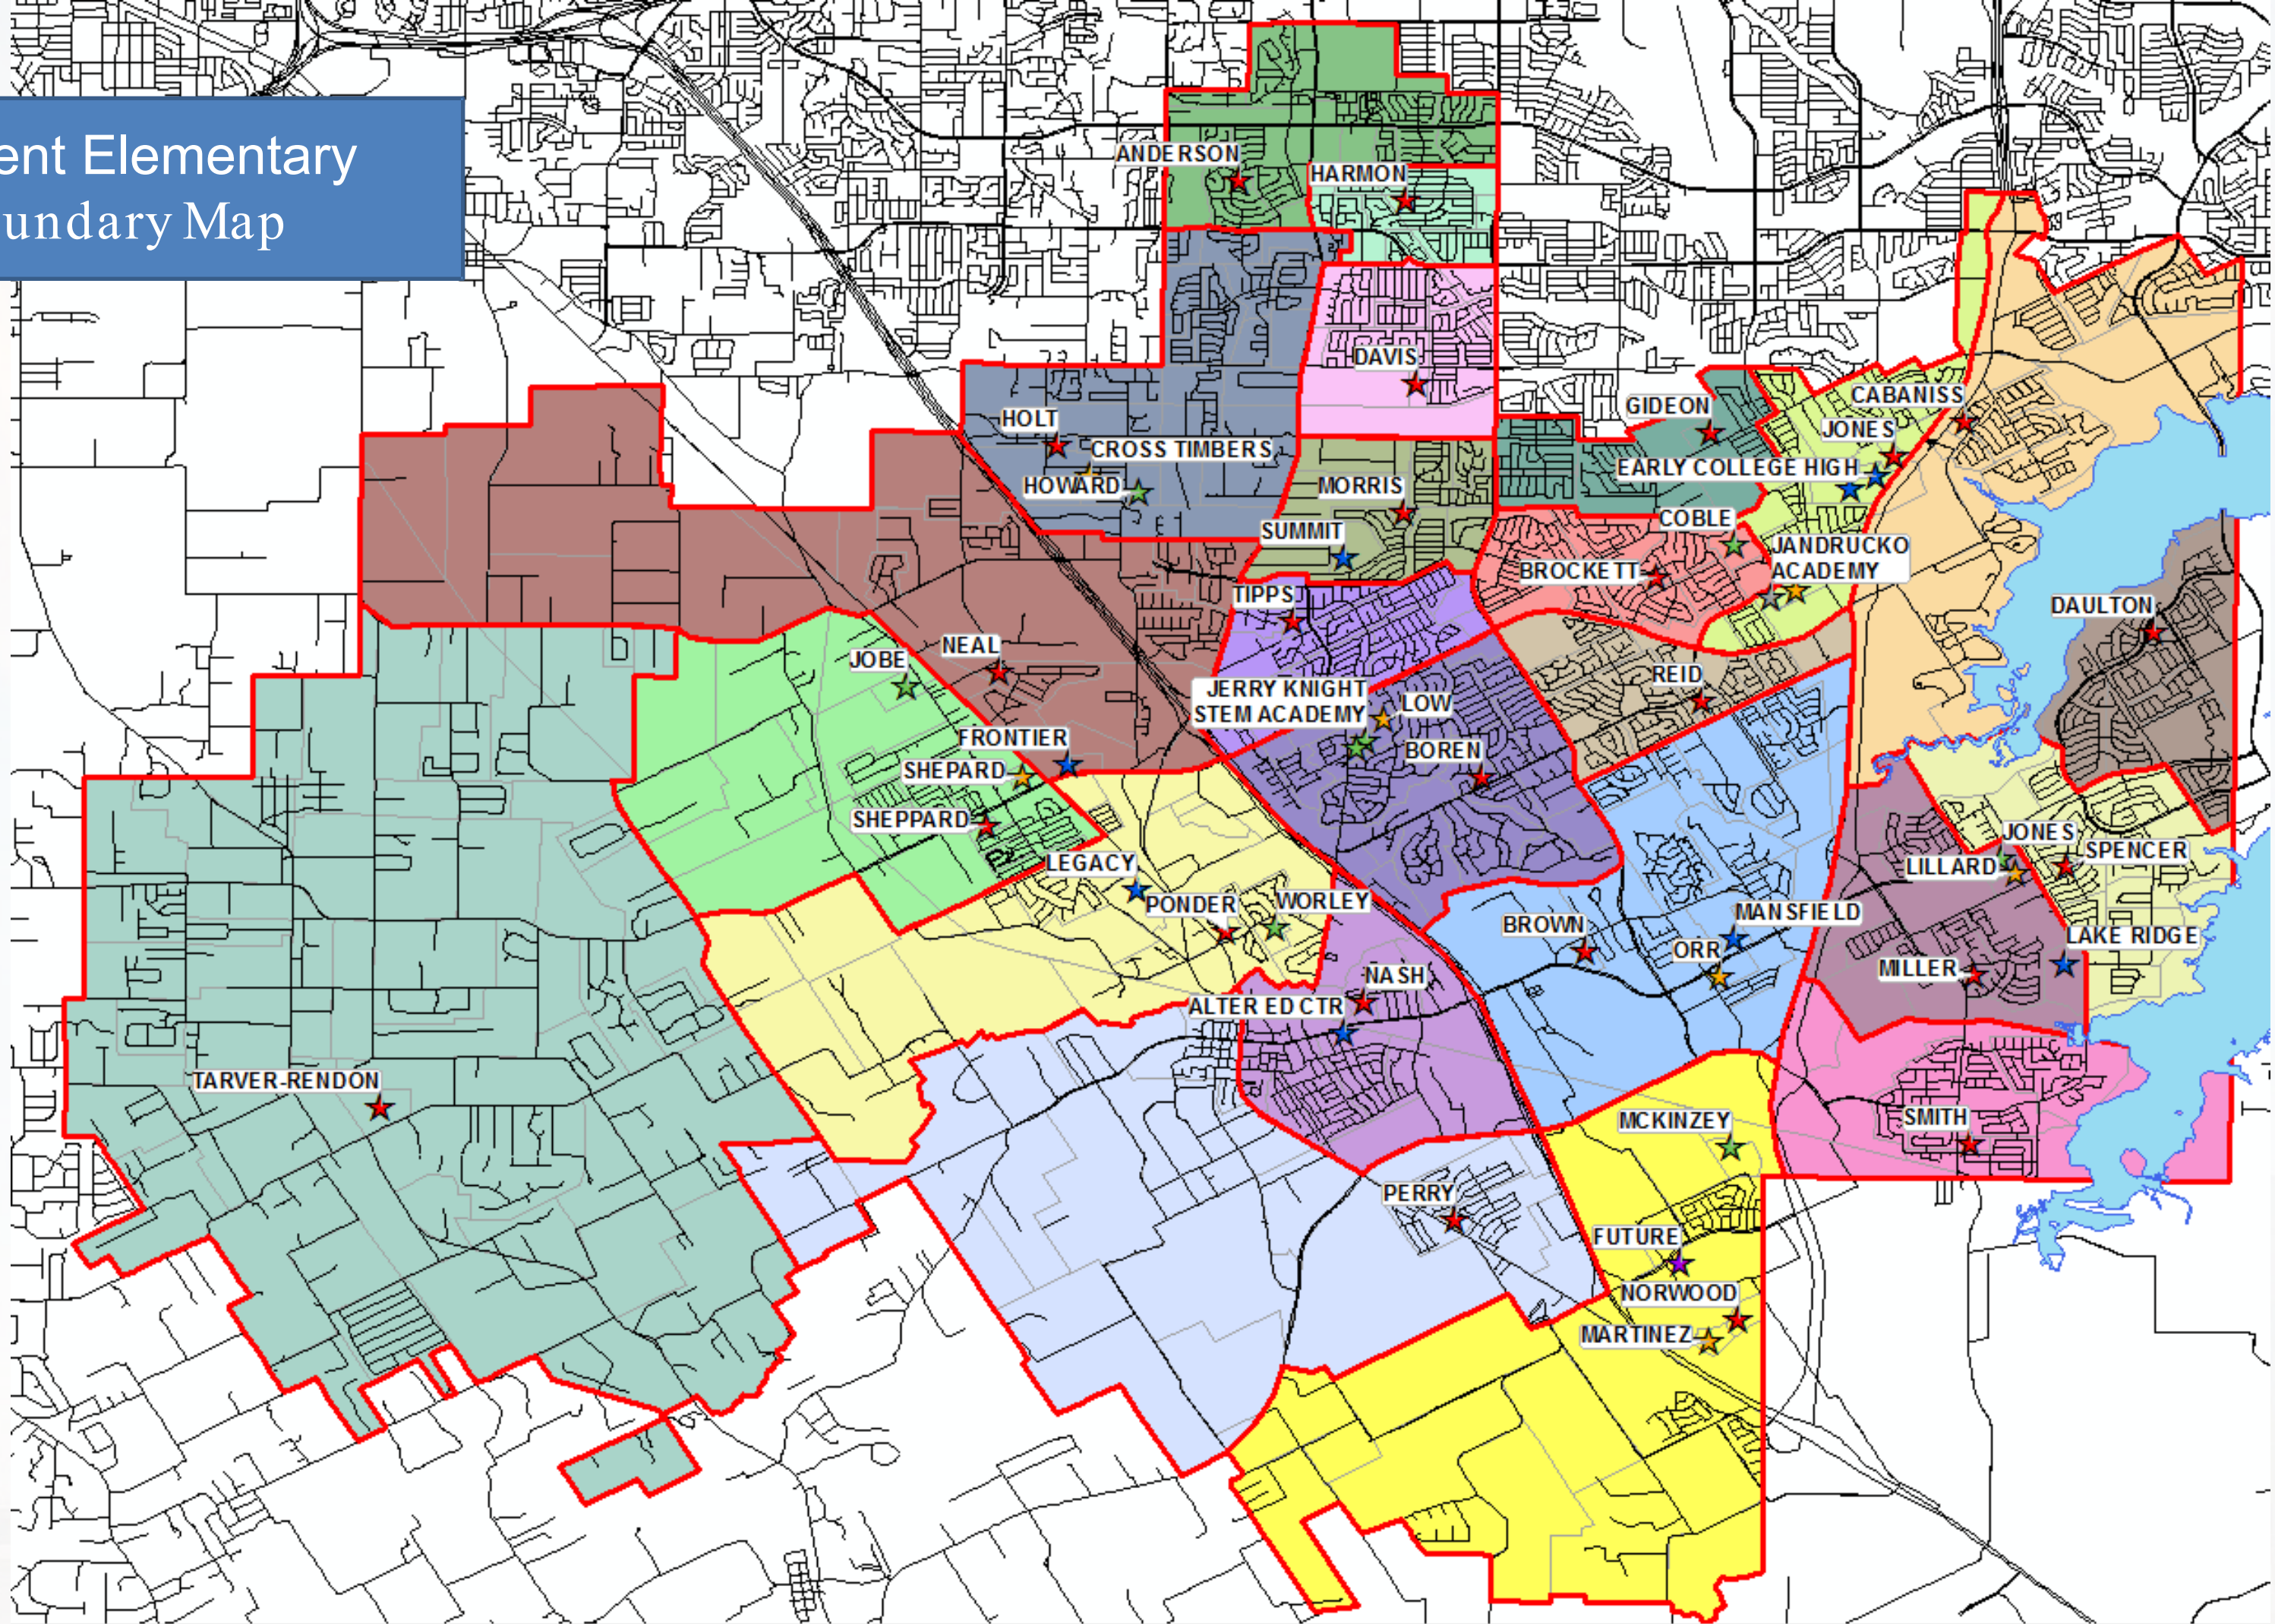 ent Elementary
undary Map
ANDERSON
HARMON
DAVIS
HOLT
CROSS TIMBERS
HOWARD
GIDEON
CABANISS
JONES
EARLY COLLEGE HIGH
MORRIS
SUMMIT
COBLE
JANDRUCKO
ACADEMY
BROCKETT
TIPPS
DAULTON
NEAL
JOBE
REID
JERRY KNIGHT
STEM ACADEMY
LOW
BOREN
FRONTIER
SHEPARD
SHEPPARD
LEGACY
PONDER
WORLEY
JONES
SPENCER
LILLARD
BROWN
MANSFIELD
ORR
LAKE RIDGE
MILLER
NASH
ALTER ED CTR
TARVER-RENDON
MCKINZEY
SMITH
PERRY
FUTURE
NORWOOD
MARTINEZ